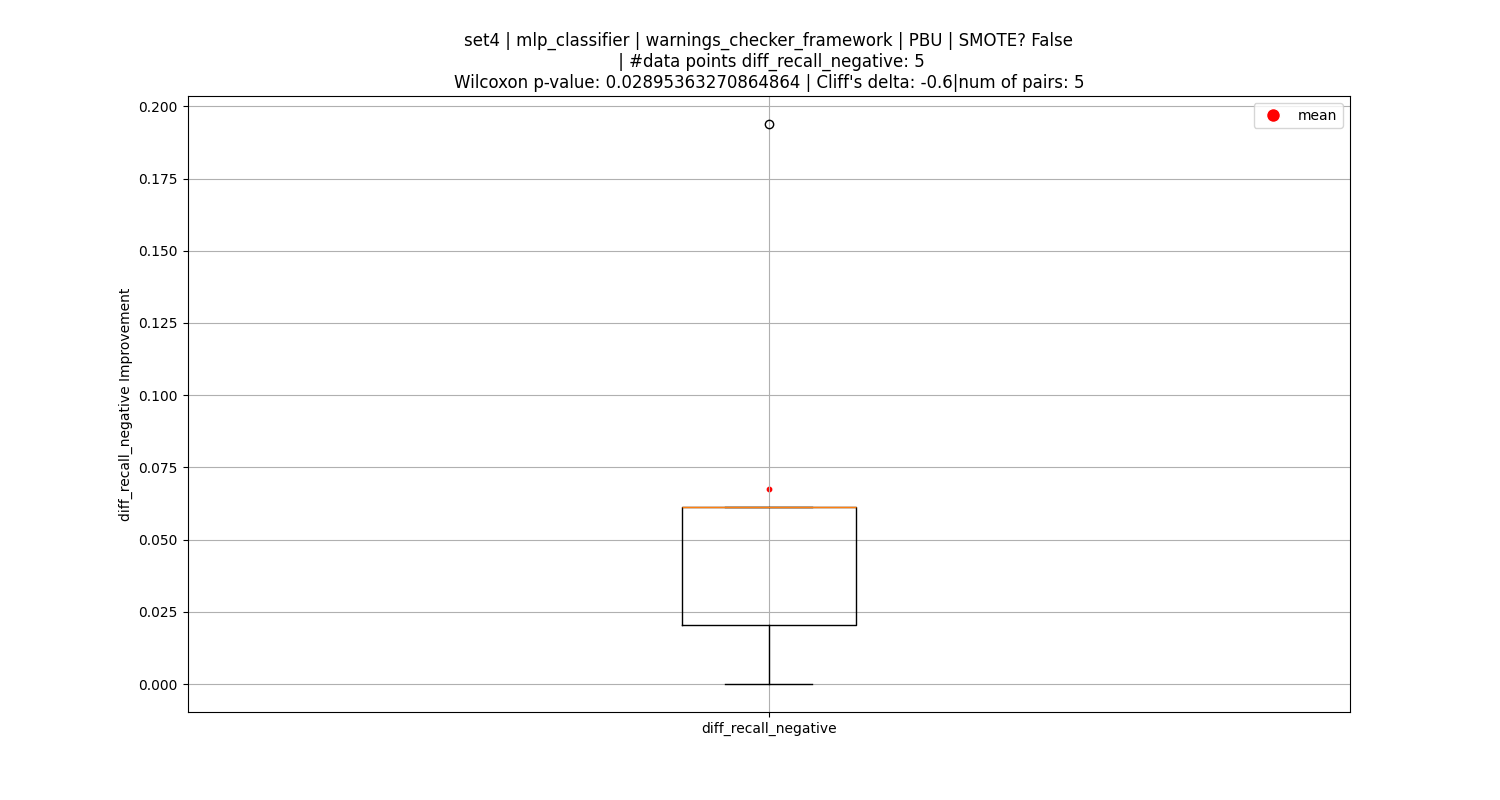 set4 | mlp_classifier | warnings_checker_framework | PBU | SMOTE? False
| #data points diff_recall_negative: 5
Wilcoxon p-value: 0.02895363270864864 | Cliff's delta: -0.6|num of pairs: 5
mean
0.200
0.175
0.150
0.125
0.100
0.075
0.050
0.025
0.000
diff_recall_negative Improvement
diff_recall_negative